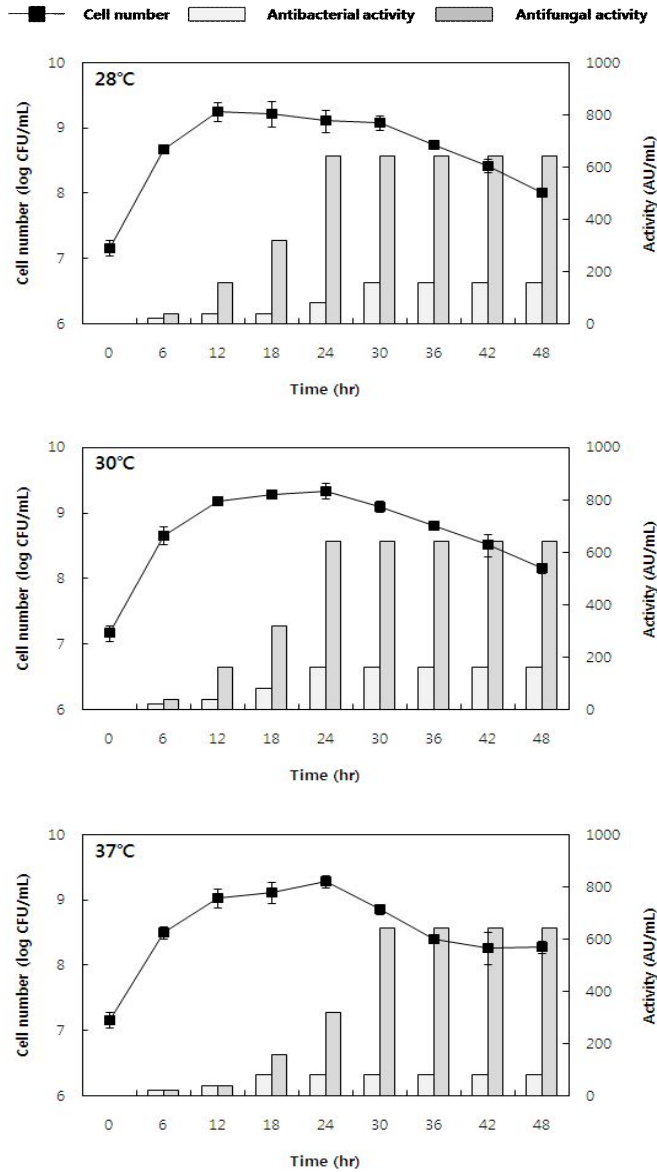 Cell number Antibacterial activity Antifungal activity
28℃
Cell number (log CFU/mL)
10
9
8
7
6
Activity (AU/mL)
1000
800
600
400
200
0
0 6 12 18 24 30 36 42 48
Time (hr)
30℃
Cell number (log CFU/mL)
10
9
8
7
6
Activity (AU/mL)
1000
800
600
400
200
0
0 6 12 18 24 30 36 42 48
Time (hr)
37℃
Cell number (log CFU/mL)
10
9
8
7
6
Activity (AU/mL)
1000
800
600
400
200
0
0 6 12 18 24 30 36 42 48
Time (hr)